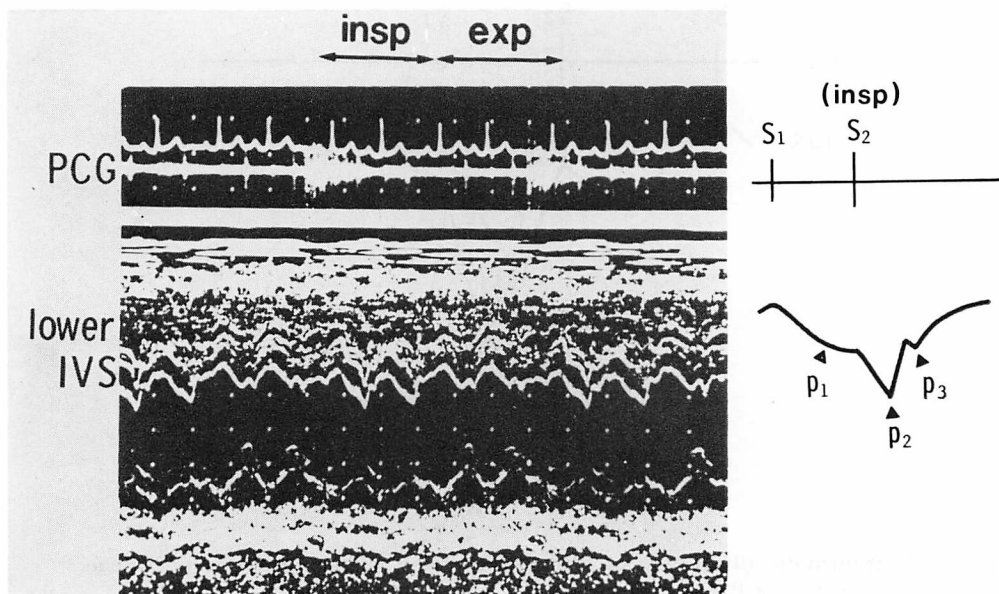 insp exp
PCG
lower
IVS
(insp)
S₁ S₂
p₁
p₂
p₃